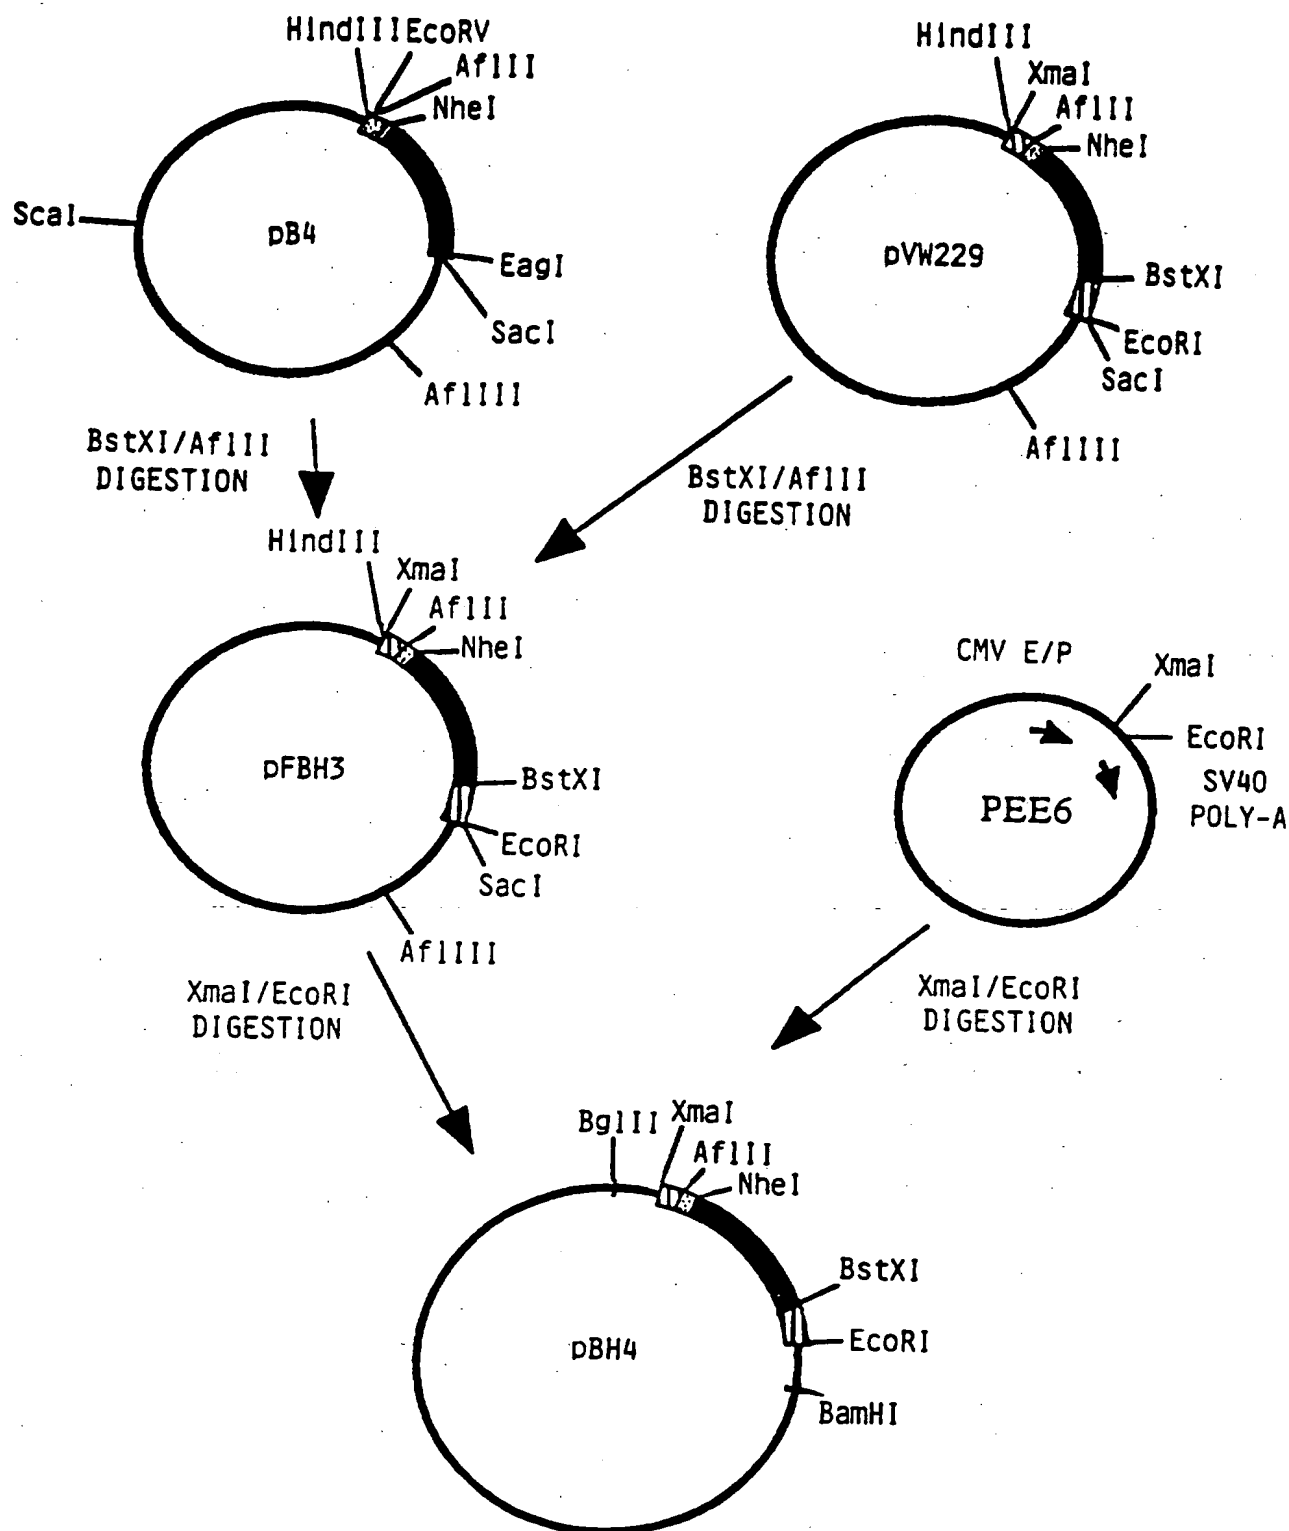 HindIII EcoRV
AflII
NheI
pB4
ScaI
EagI
SacI
AflIII
HindIII
XmaI
AflII
NheI
pVW229
BstXI
EcoRI
SacI
AflIII
BstXI/AflII
DIGESTION
BstXI/AflII
DIGESTION
HindIII
XmaI
AflII
NheI
pFBH3
BstXI
EcoRI
SacI
AflIII
CMV E/P
XmaI
EcoRI
SV40
POLY-A
PEE6
XmaI/EcoRI
DIGESTION
XmaI/EcoRI
DIGESTION
BglII
XmaI
AflII
NheI
pBH4
BstXI
EcoRI
BamHI